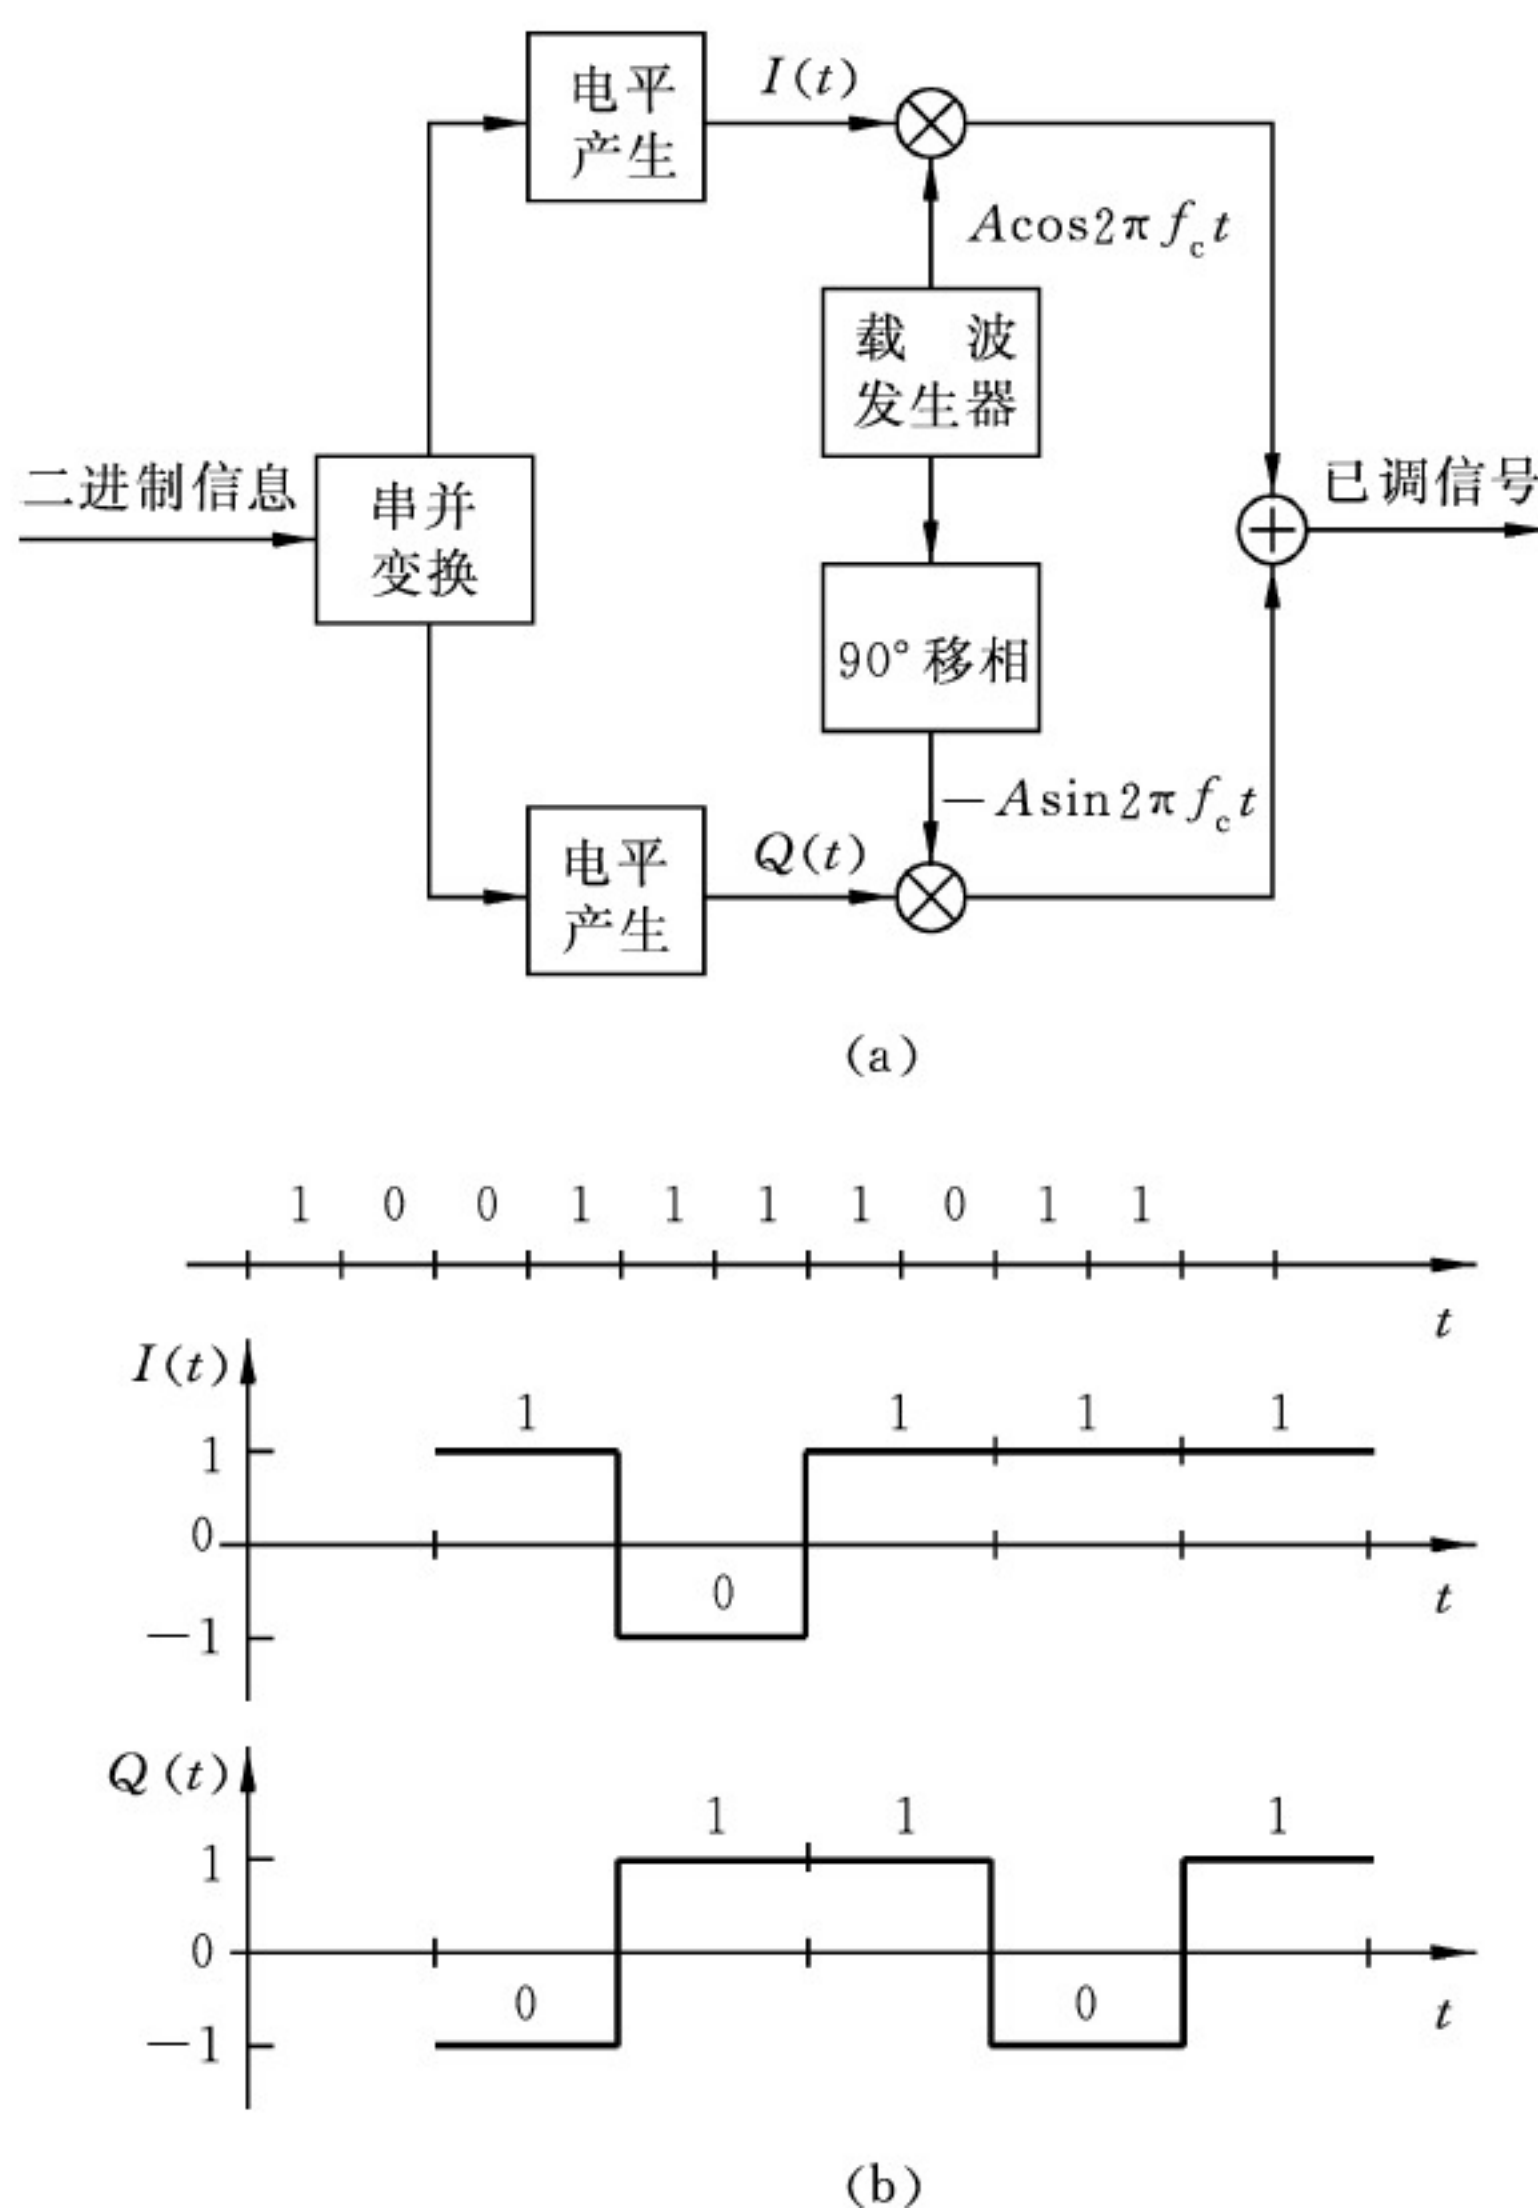 电平
产生
I(t)
Acos2πf_c t
载 波
发生器
二进制信息
串并
变换
已调信号
90°移相
-Asin2πf_c t
电平
产生
Q(t)
(a)
1 0 0 1 1 1 1 0 1 1
t
I(t)
1 1 1 1
1
0
0
t
-1
Q(t)
1 1 1
1
0
0 0
t
-1
(b)